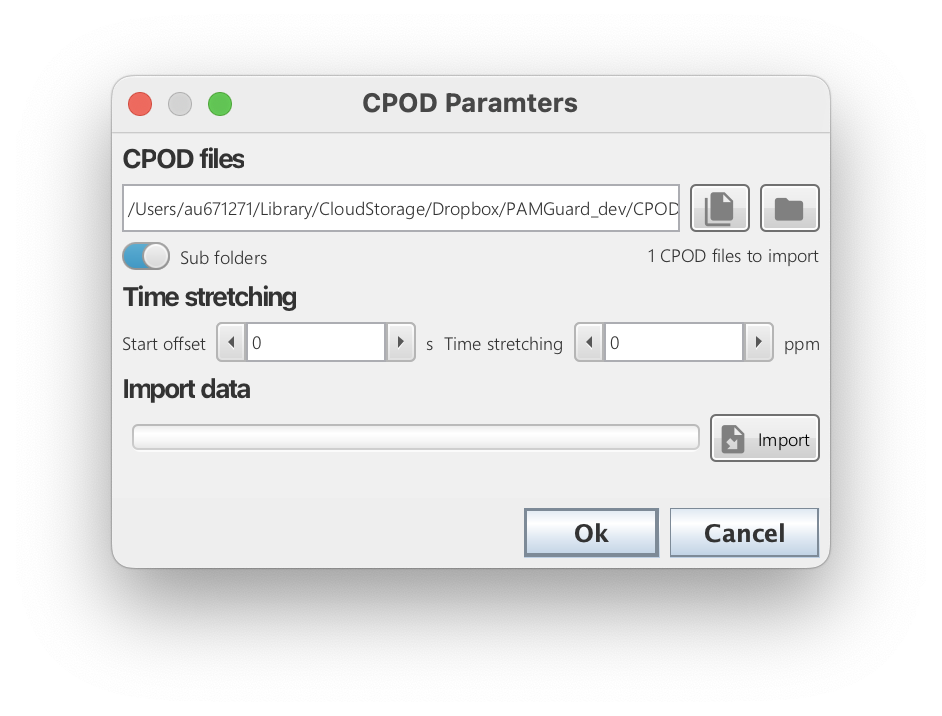 CPOD Paramters
CPOD files
/Users/au671271/Library/CloudStorage/Dropbox/PAMGuard_dev/CPOD
Sub folders 1 CPOD files to import
Time stretching
Start offset 0 s Time stretching 0 ppm
Import data
Import
Ok Cancel